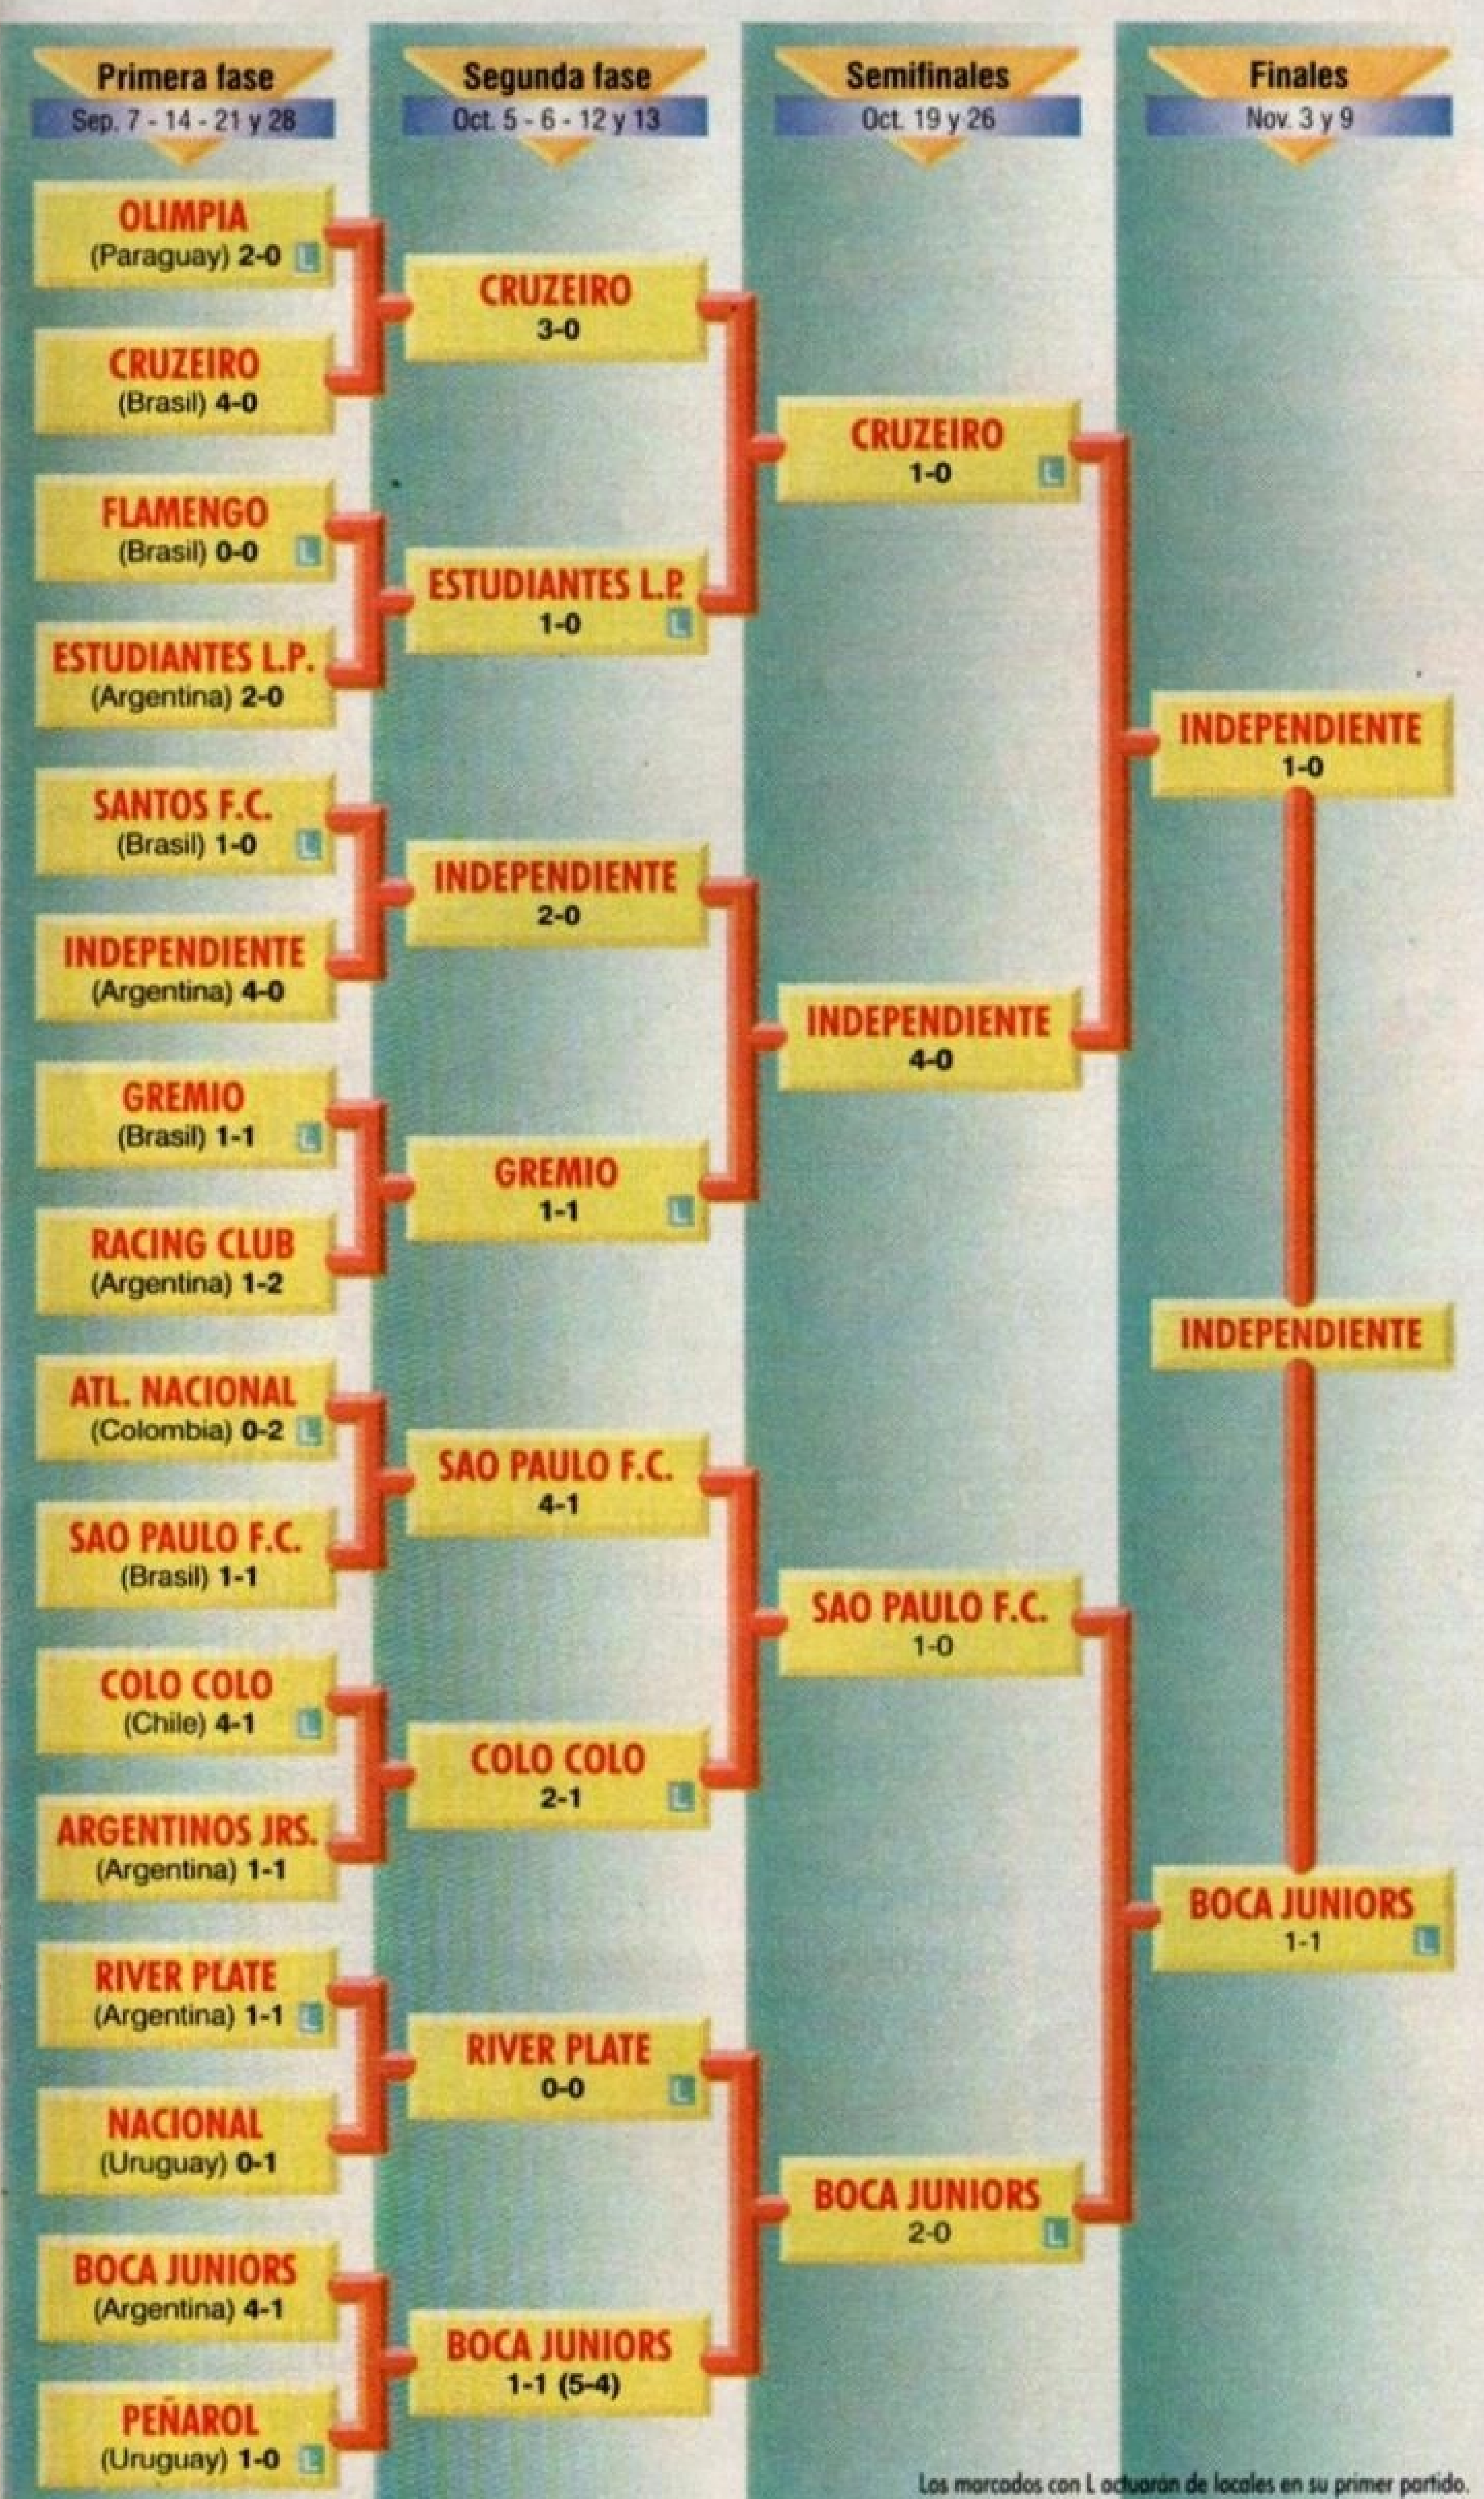 Primera fase
Sep. 7 - 14 - 21 y 28
OLIMPIA
(Paraguay) 2-0 L
CRUZEIRO
(Brasil) 4-0
FLAMENGO
(Brasil) 0-0 L
ESTUDIANTES L.P.
(Argentina) 2-0
SANTOS F.C.
(Brasil) 1-0 L
INDEPENDIENTE
(Argentina) 4-0
GREMIO
(Brasil) 1-1 L
RACING CLUB
(Argentina) 1-2
ATL. NACIONAL
(Colombia) 0-2 L
SAO PAULO F.C.
(Brasil) 1-1
COLO COLO
(Chile) 4-1 L
ARGENTINOS JRS.
(Argentina) 1-1
RIVER PLATE
(Argentina) 1-1 L
NACIONAL
(Uruguay) 0-1
BOCA JUNIORS
(Argentina) 4-1
PEÑAROL
(Uruguay) 1-0 L
Segunda fase
Oct. 5 - 6 - 12 y 13
CRUZEIRO
3-0
ESTUDIANTES L.P.
1-0 L
INDEPENDIENTE
2-0
GREMIO
1-1 L
SAO PAULO F.C.
4-1
COLO COLO
2-1 L
RIVER PLATE
0-0 L
BOCA JUNIORS
1-1 (5-4)
Semifinales
Oct. 19 y 26
CRUZEIRO
1-0 L
INDEPENDIENTE
4-0
SAO PAULO F.C.
1-0
BOCA JUNIORS
2-0 L
Finales
Nov. 3 y 9
INDEPENDIENTE
1-0
INDEPENDIENTE
BOCA JUNIORS
1-1 L
Los marcados con L actuarán de locales en su primer partido.